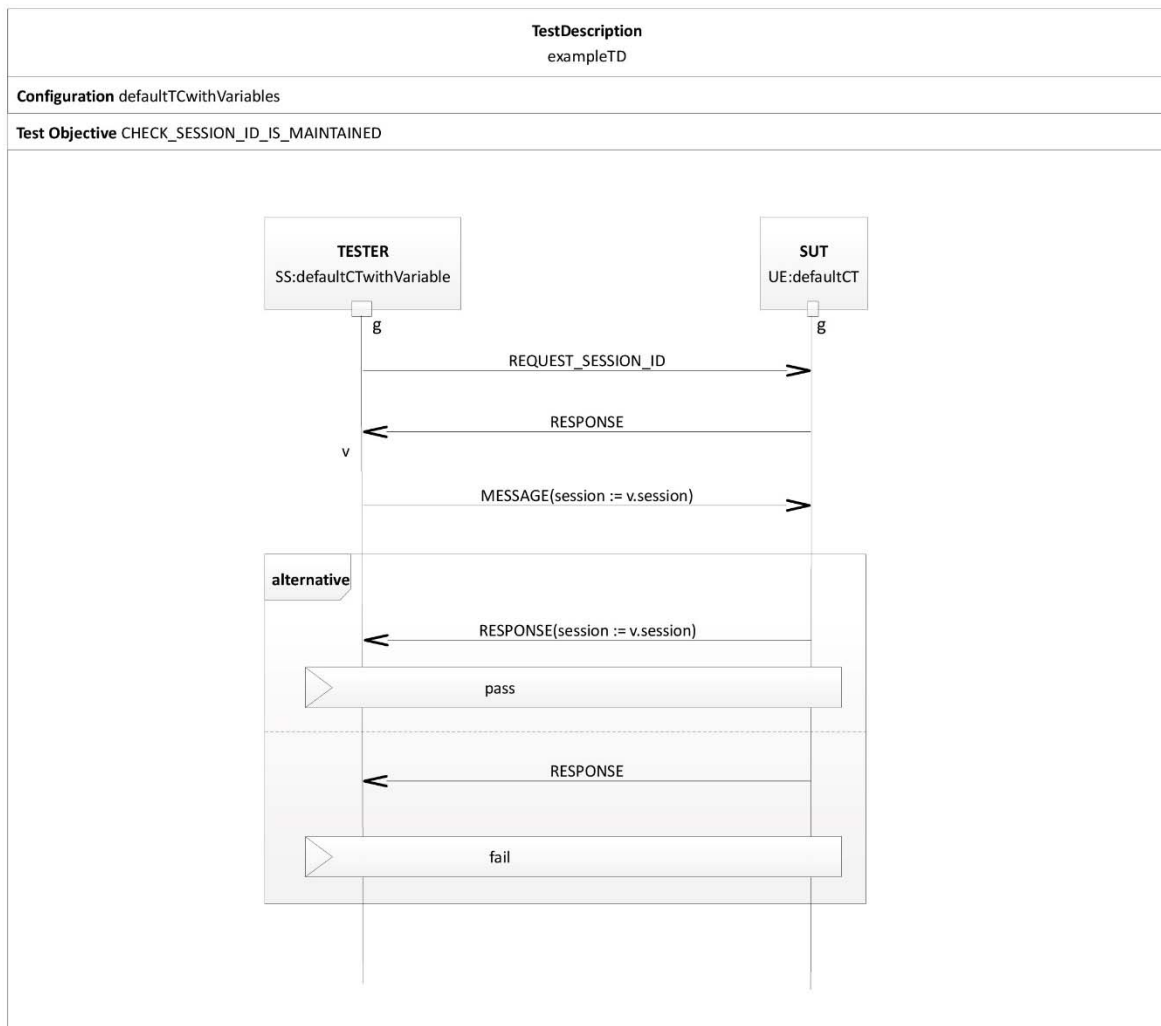 TestDescription
exampleTD
Configuration defaultTCwithVariables
Test Objective CHECK_SESSION_ID_IS_MAINTAINED
TESTER
SS:defaultCTwithVariable
SUT
UE:defaultCT
g
g
REQUEST_SESSION_ID
RESPONSE
v
MESSAGE(session := v.session)
alternative
RESPONSE(session := v.session)
pass
RESPONSE
fail